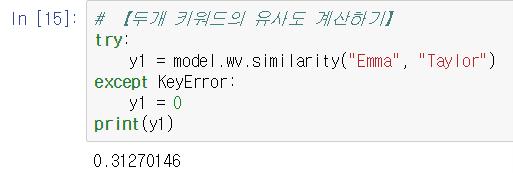 In [15]: # 【두개 키워드의 유사도 계산하기】
try:
y1 = model.wv.similarity("Emma", "Taylor")
except KeyError:
y1 = 0
print(y1)
0.31270146